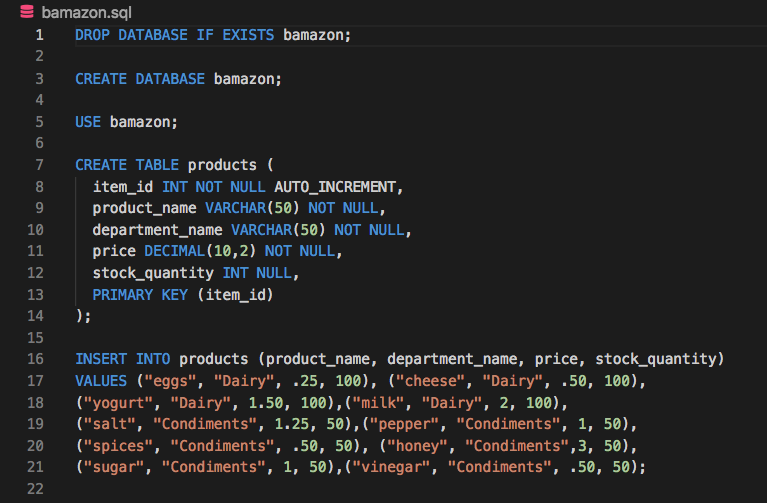 bamazon.sql
1 DROP DATABASE IF EXISTS bamazon;
2
3 CREATE DATABASE bamazon;
4
5 USE bamazon;
6
7 CREATE TABLE products (
8 item_id INT NOT NULL AUTO_INCREMENT,
9 product_name VARCHAR(50) NOT NULL,
10 department_name VARCHAR(50) NOT NULL,
11 price DECIMAL(10,2) NOT NULL,
12 stock_quantity INT NULL,
13 PRIMARY KEY (item_id)
14 );
15
16 INSERT INTO products (product_name, department_name, price, stock_quantity)
17 VALUES ("eggs", "Dairy", .25, 100), ("cheese", "Dairy", .50, 100),
18 ("yogurt", "Dairy", 1.50, 100),("milk", "Dairy", 2, 100),
19 ("salt", "Condiments", 1.25, 50),("pepper", "Condiments", 1, 50),
20 ("spices", "Condiments", .50, 50), ("honey", "Condiments",3, 50),
21 ("sugar", "Condiments", 1, 50),("vinegar", "Condiments", .50, 50);
22